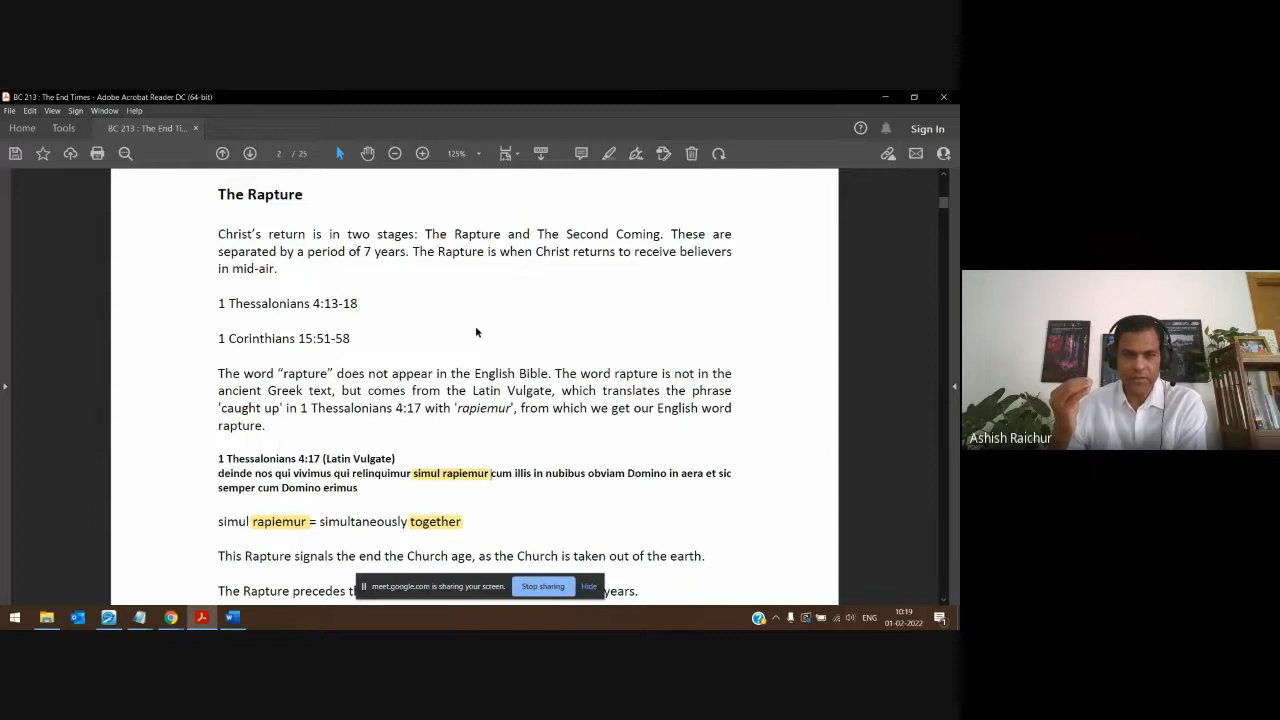 BC 213 : The End Times - Adobe Acrobat Reader DC (64-bit)
File Edit View Sign Window Help
Home Tools BC 213 : The End Ti... × Sign In
2 / 25 125%
The Rapture
Christ's return is in two stages: The Rapture and The Second Coming. These are
separated by a period of 7 years. The Rapture is when Christ returns to receive believers
in mid-air.
1 Thessalonians 4:13-18
1 Corinthians 15:51-58
The word “rapture” does not appear in the English Bible. The word rapture is not in the
ancient Greek text, but comes from the Latin Vulgate, which translates the phrase
'caught up' in 1 Thessalonians 4:17 with 'rapiemur', from which we get our English word
rapture.
1 Thessalonians 4:17 (Latin Vulgate)
deinde nos qui vivimus qui relinquimur simul rapiemur cum illis in nubibus obviam Domino in aera et sic
semper cum Domino erimus
simul rapiemur = simultaneously together
This Rapture signals the end the Church age, as the Church is taken out of the earth.
The Rapture precedes years.
meet.google.com is sharing your screen. Stop sharing Hide
ENG 10:19
01-02-2022
Ashish Raichur